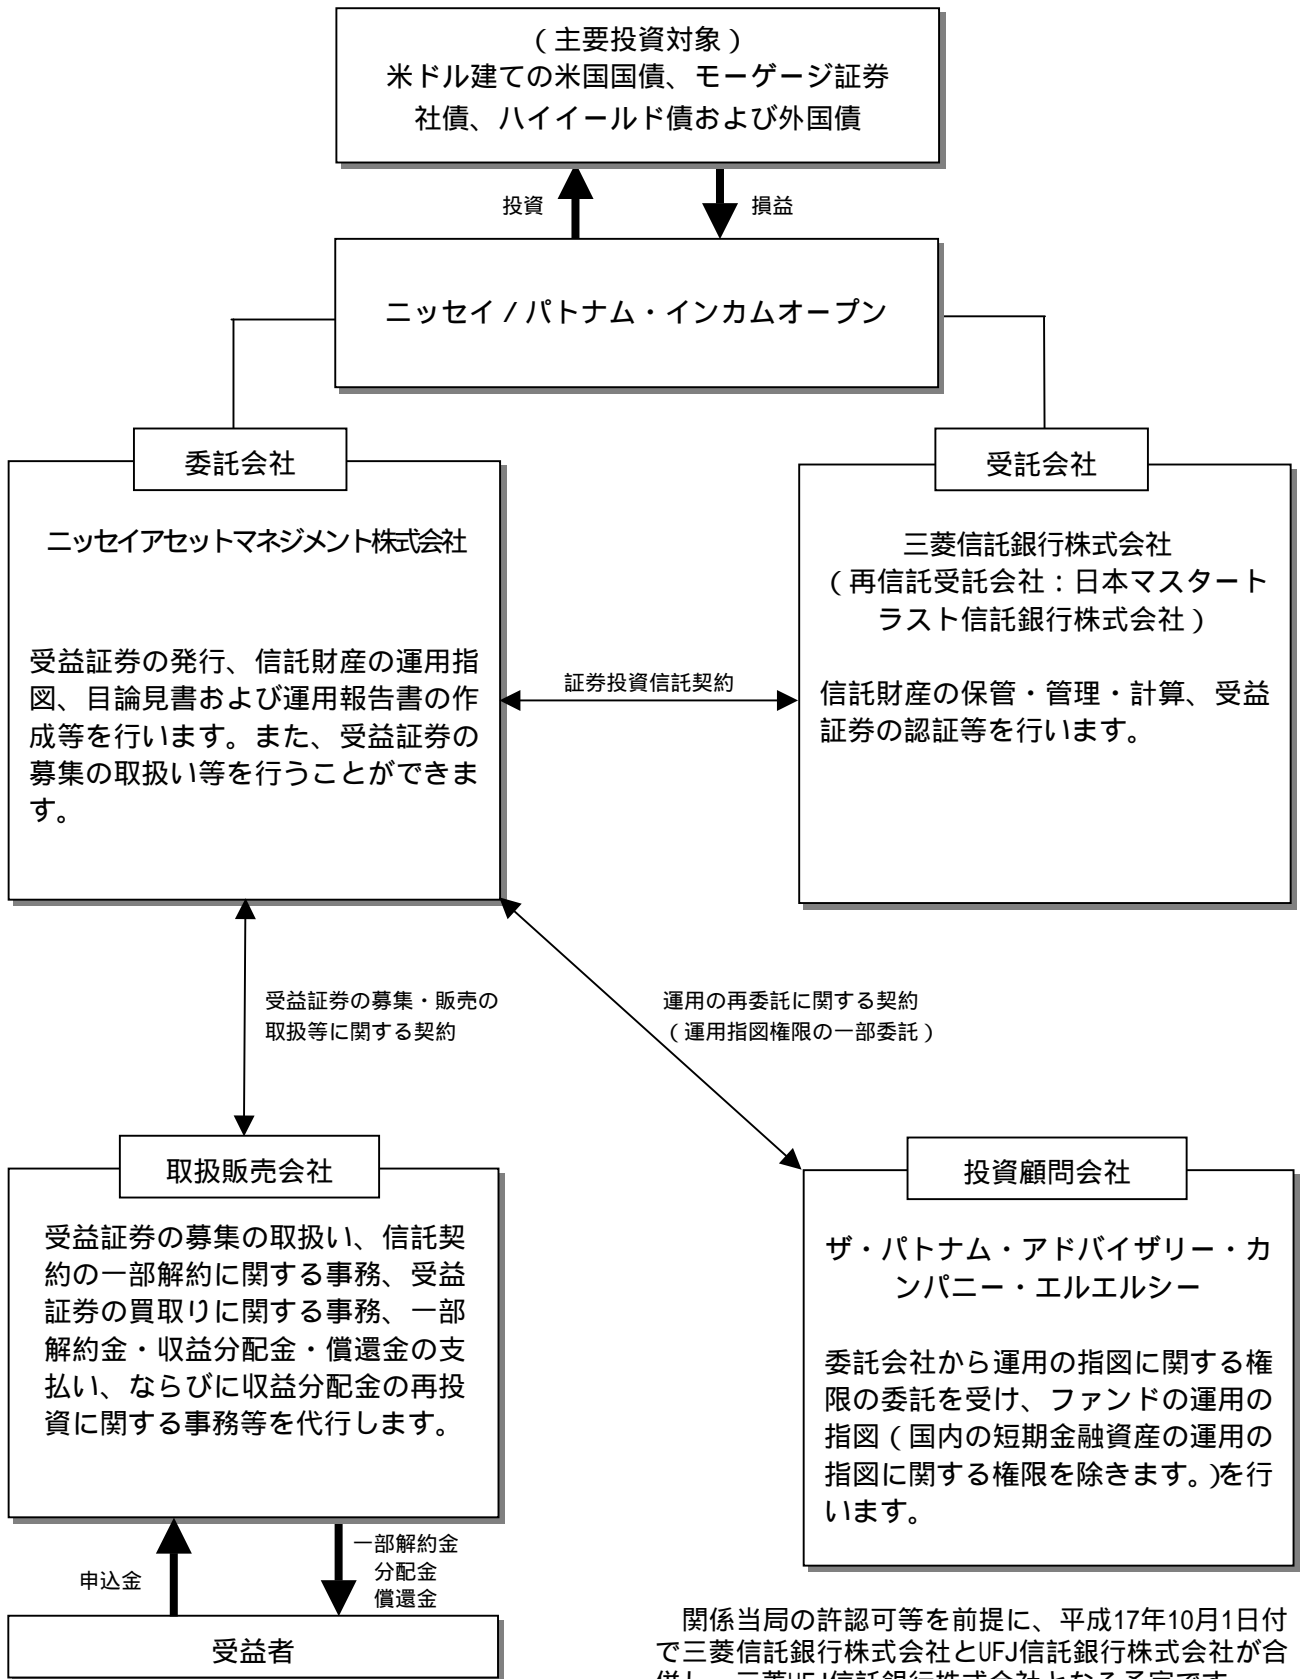 （主要投資対象）
米ドル建ての米国国債、モーゲージ証券
社債、ハイイールド債および外国債
投資
損益
ニッセイ／パトナム・インカムオープン
委託会社
ニッセイアセットマネジメント株式会社
受益証券の発行、信託財産の運用指
図、目論見書および運用報告書の作
成等を行います。また、受益証券の
募集の取扱い等を行うことができま
す。
証券投資信託契約
受託会社
三菱信託銀行株式会社
（再信託受託会社：日本マスタート
ラスト信託銀行株式会社）
信託財産の保管・管理・計算、受益
証券の認証等を行います。
受益証券の募集・販売の
取扱等に関する契約
運用の再委託に関する契約
（運用指図権限の一部委託）
取扱販売会社
受益証券の募集の取扱い、信託契
約の一部解約に関する事務、受益
証券の買取りに関する事務、一部
解約金・収益分配金・償還金の支
払い、ならびに収益分配金の再投
資に関する事務等を代行します。
投資顧問会社
ザ・パトナム・アドバイザリー・カ
ンパニー・エルエルシー
委託会社から運用の指図に関する権
限の委託を受け、ファンドの運用の
指図（国内の短期金融資産の運用の
指図に関する権限を除きます。）を行
います。
申込金
一部解約金
分配金
償還金
受益者
関係当局の許認可等を前提に、平成17年10月1日付
で三菱信託銀行株式会社とUFJ信託銀行株式会社が合
併し、三菱UFJ信託銀行株式会社となる予定です。